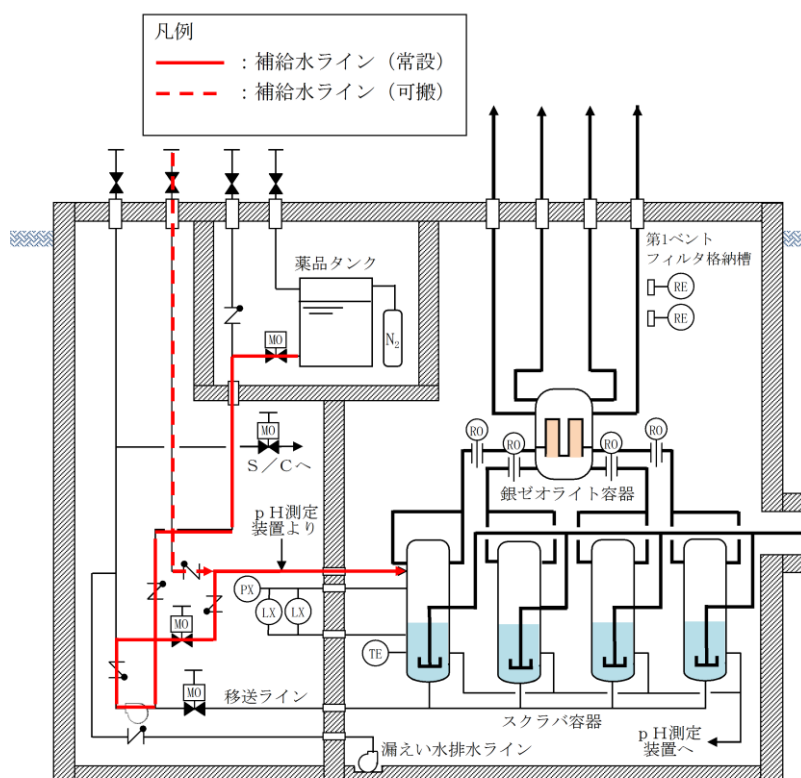 凡例
：補給水ライン（常設）
：補給水ライン（可搬）
第1ベント
フィルタ格納槽
RE
RE
薬品タンク
N₂
MO
MO
S／Cへ
RO
RO
RO
RO
銀ゼオライト容器
ｐH測定
装置より
PX
LX
LX
MO
TE
MO
移送ライン
スクラバ容器
漏えい水排水ライン
ｐH測定
装置へ